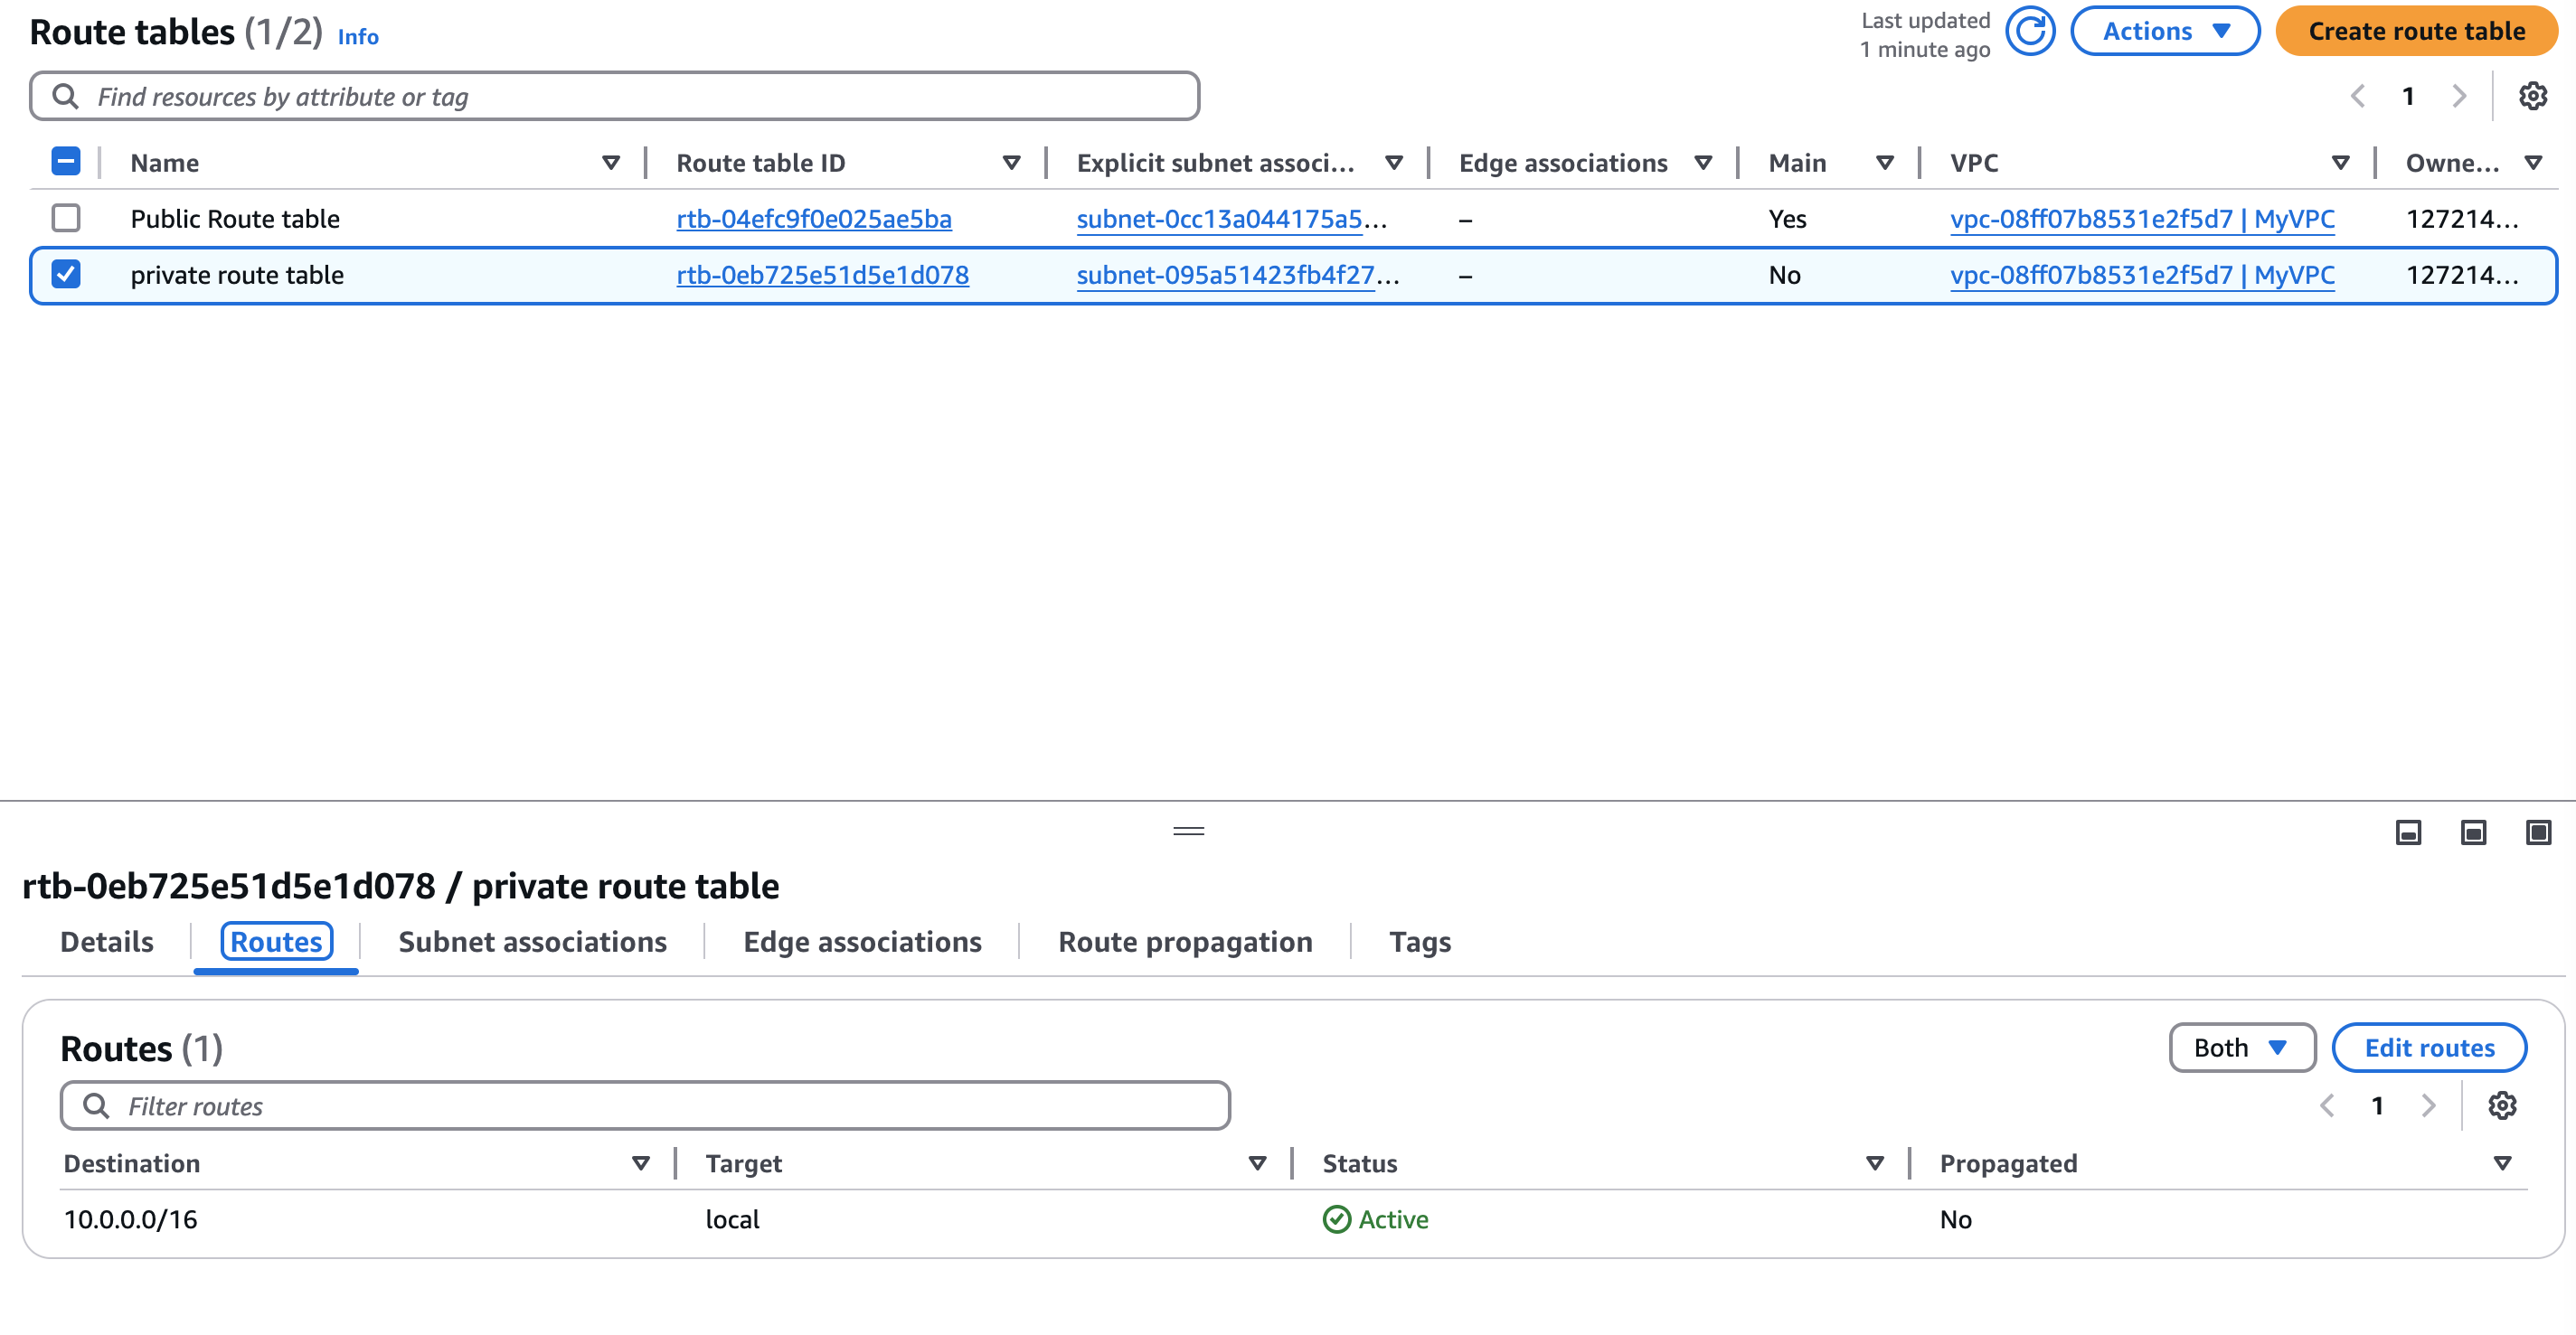 Route tables (1/2) Info
Last updated
1 minute ago
Actions
Create route table
Find resources by attribute or tag
1
Name Route table ID Explicit subnet associ... Edge associations Main VPC Owne...
Public Route table rtb-04efc9f0e025ae5ba subnet-0cc13a044175a5... – Yes vpc-08ff07b8531e2f5d7 | MyVPC 127214...
private route table rtb-0eb725e51d5e1d078 subnet-095a51423fb4f27... – No vpc-08ff07b8531e2f5d7 | MyVPC 127214...
rtb-0eb725e51d5e1d078 / private route table
Details Routes Subnet associations Edge associations Route propagation Tags
Routes (1)
Both
Edit routes
Filter routes
1
Destination Target Status Propagated
10.0.0.0/16 local Active No